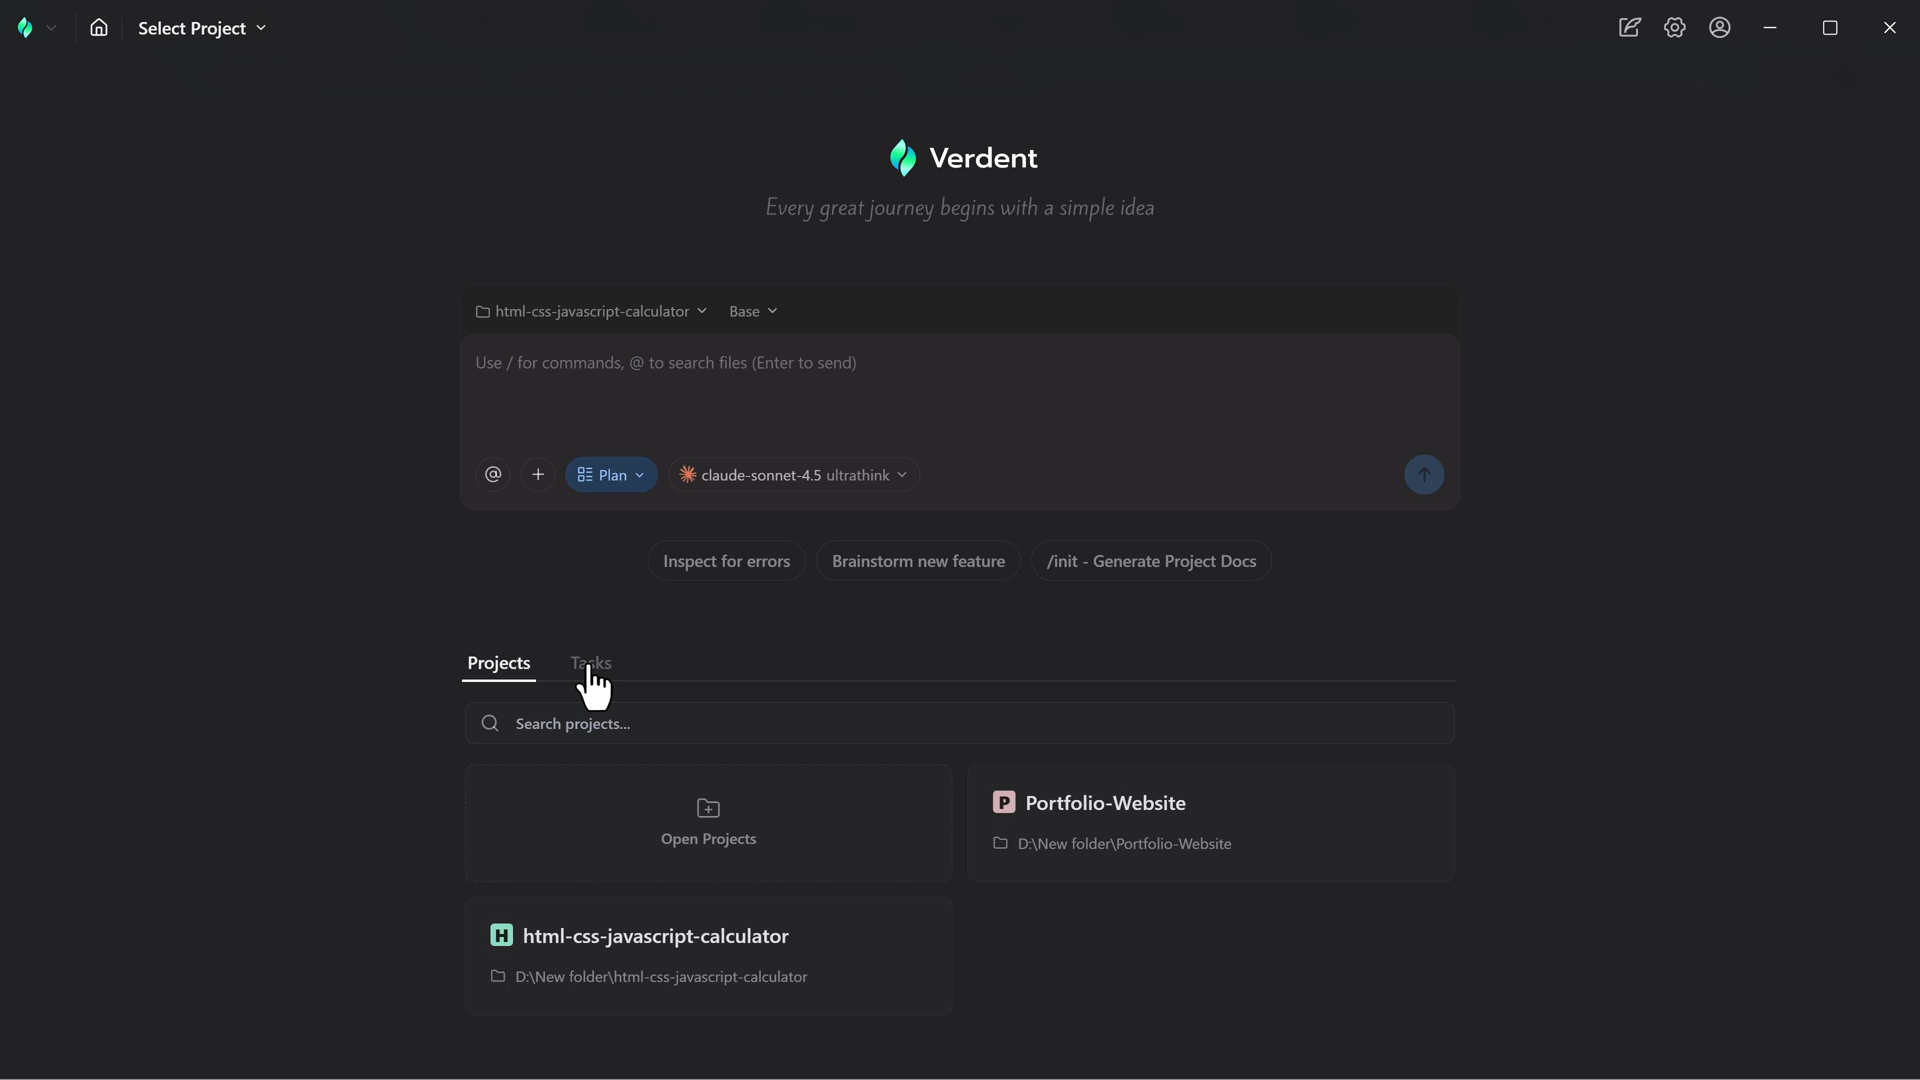 Select Project
Verdent
Every great journey begins with a simple idea
html-css-javascript-calculator Base
Use / for commands, @ to search files (Enter to send)
@ + Plan claude-sonnet-4.5 ultrathink
Inspect for errors Brainstorm new feature /init - Generate Project Docs
Projects Tasks
Search projects...
Open Projects
P Portfolio-Website
D:\New folder\Portfolio-Website
H html-css-javascript-calculator
D:\New folder\html-css-javascript-calculator